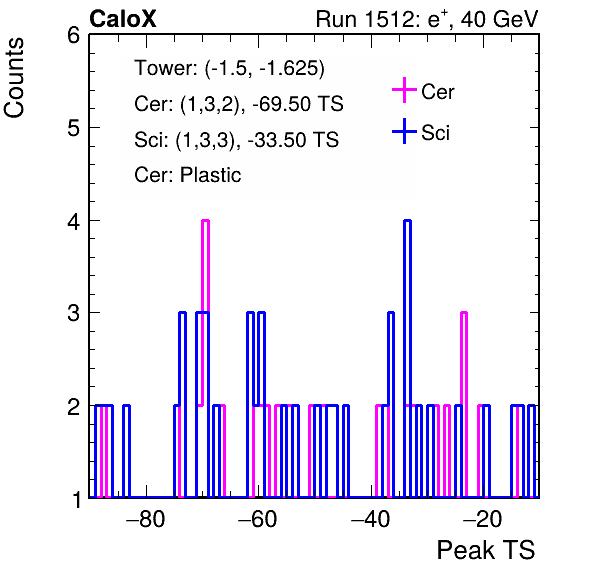 CaloX Run 1512: e⁺, 40 GeV
Counts
Tower: (-1.5, -1.625)
Cer: (1,3,2), -69.50 TS
Sci: (1,3,3), -33.50 TS
Cer: Plastic
Cer
Sci
6
5
4
3
2
1
−80 −60 −40 −20
Peak TS